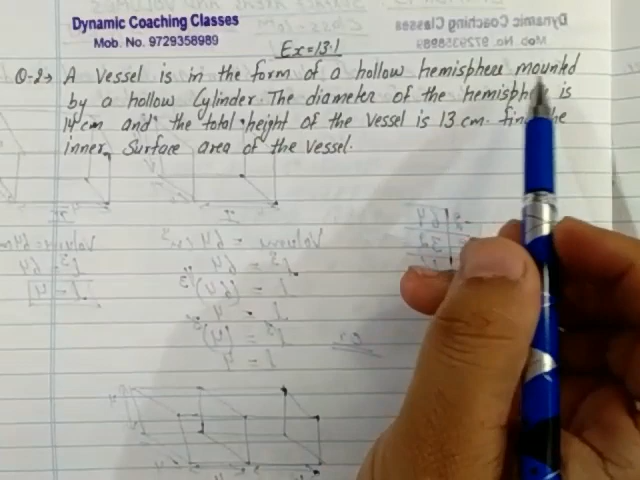 Dynamic Coaching Classes
Mob. No. 9729358989
Ex=13.1
Q-2→ A Vessel is in the form of a hollow hemisphere mounted
by a hollow Cylinder. The diameter of the hemisphere is
14 cm and the total height of the Vessel is 13 cm. find the
inner Surface area of the Vessel.